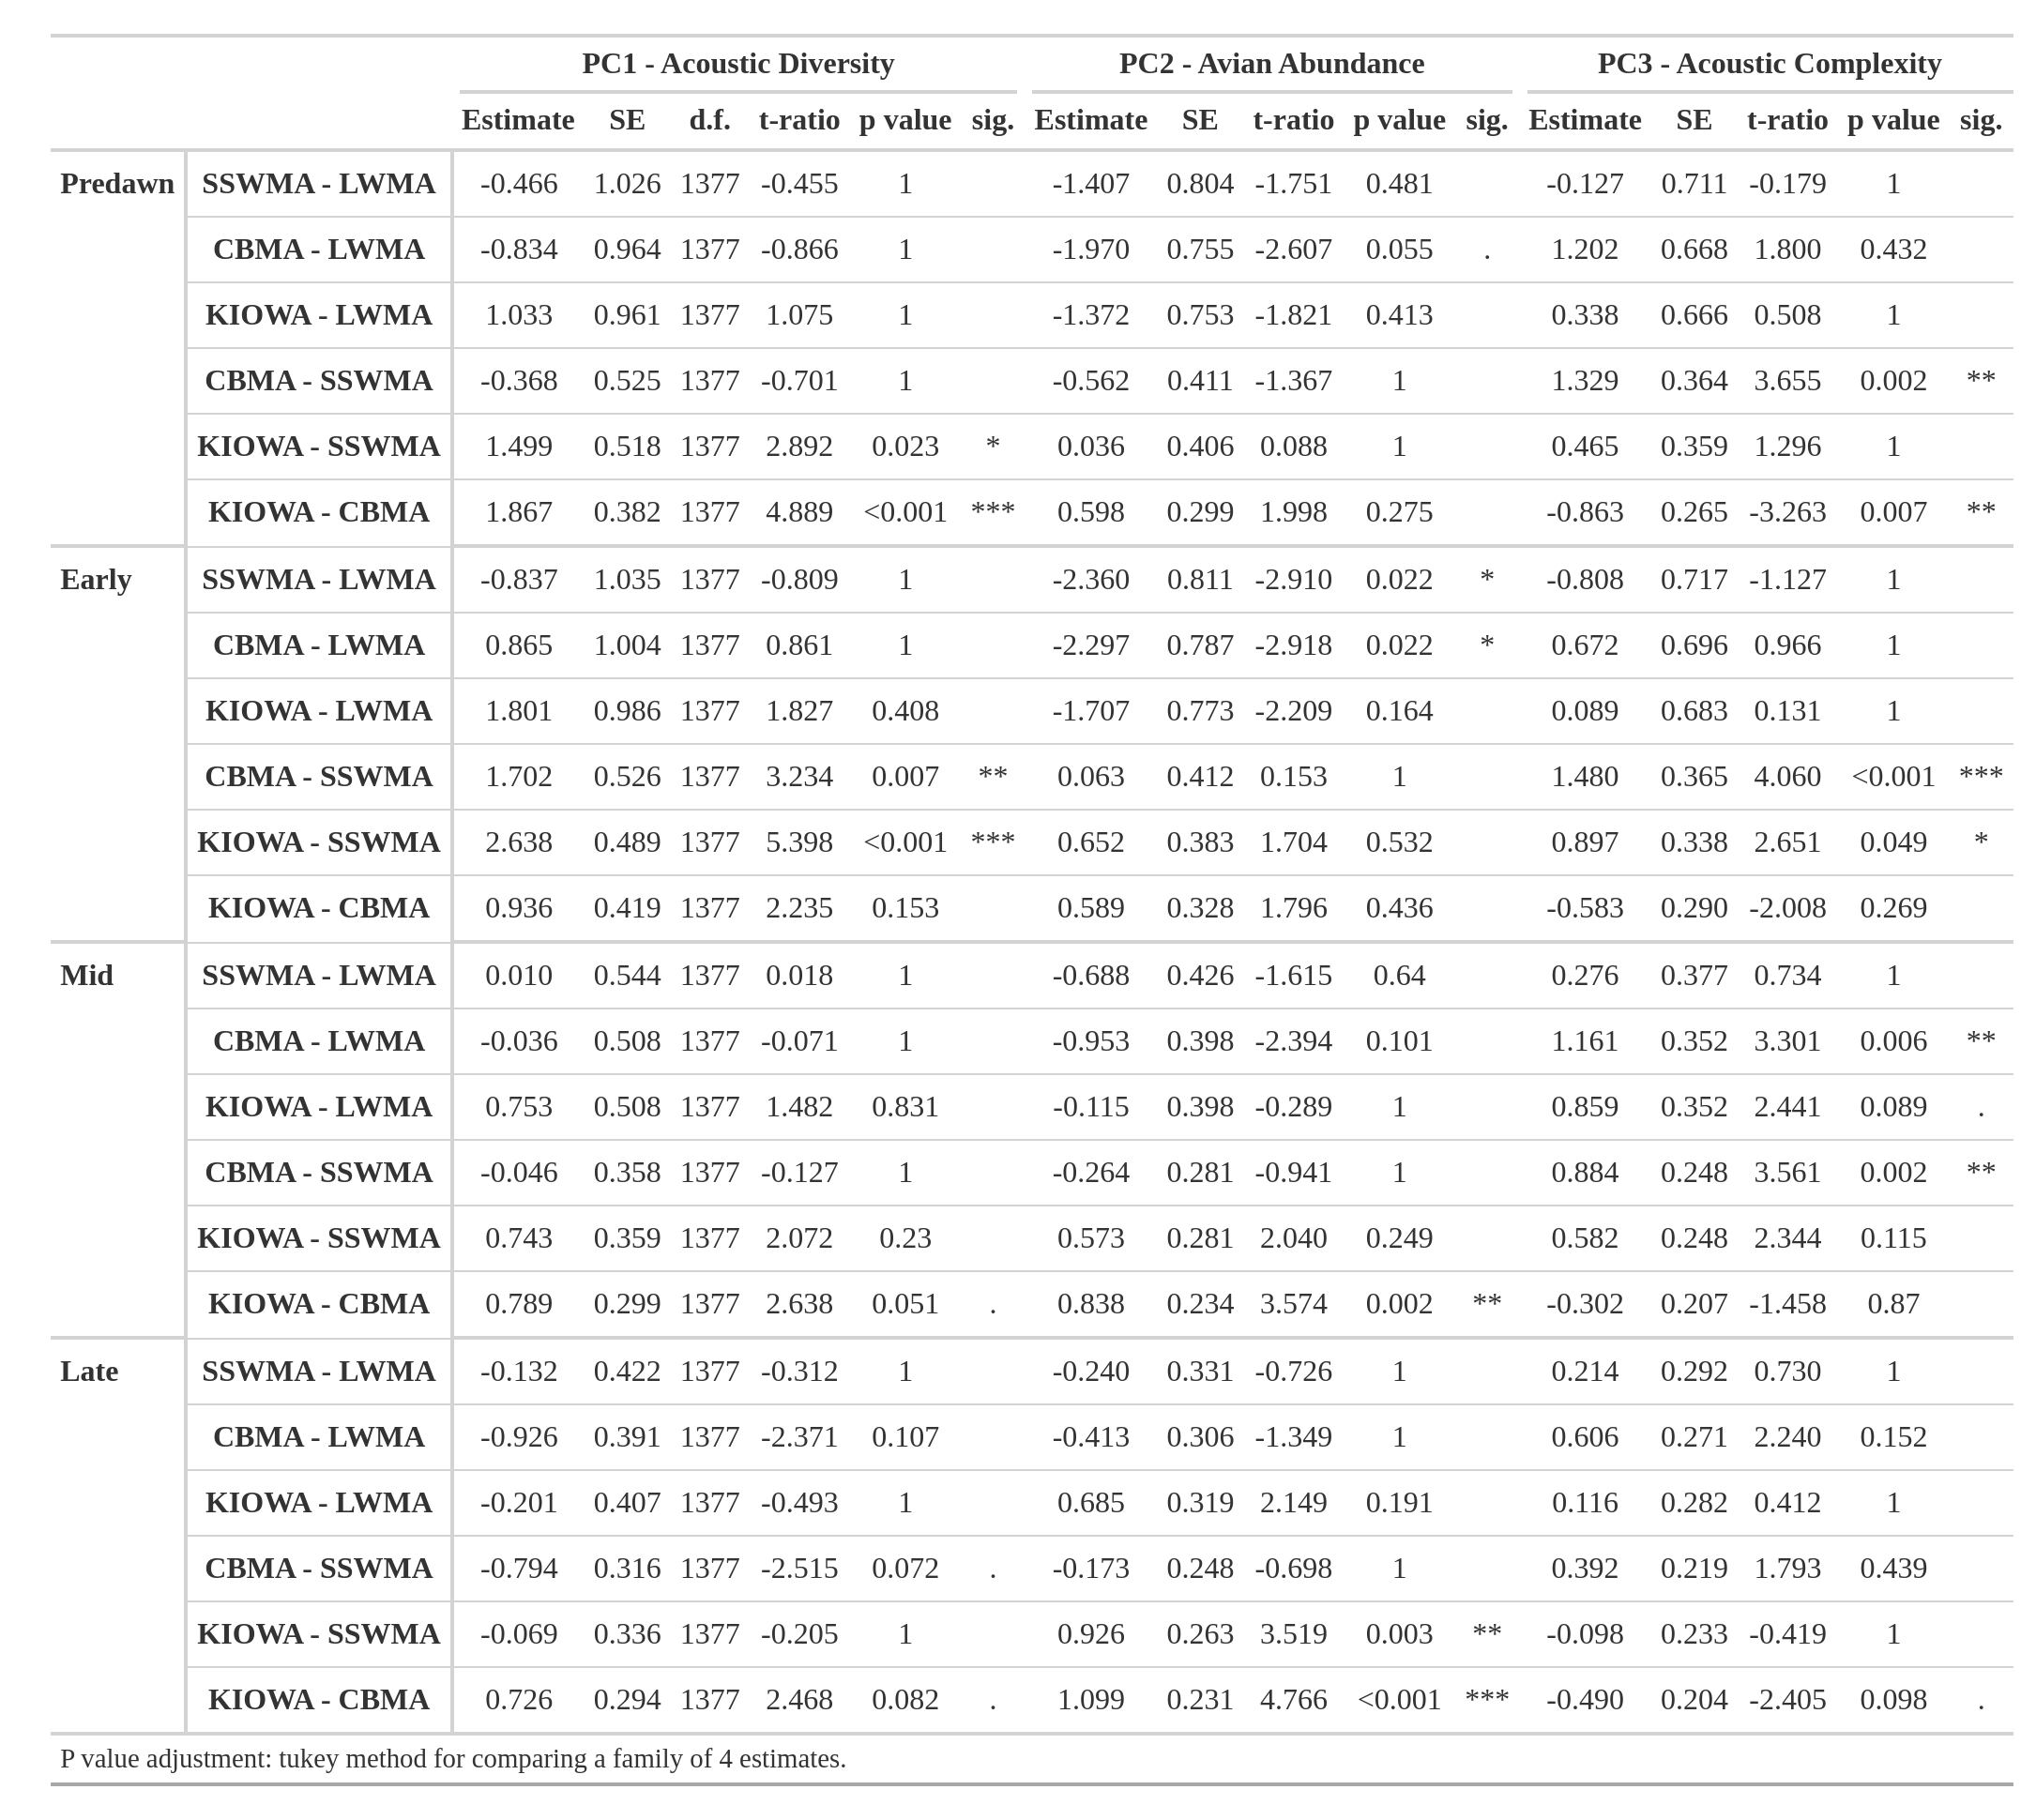 PC1 - Acoustic Diversity PC2 - Avian Abundance PC3 - Acoustic Complexity
Estimate SE d.f. t-ratio p value sig. Estimate SE t-ratio p value sig. Estimate SE t-ratio p value sig.
Predawn SSWMA - LWMA -0.466 1.026 1377 -0.455 1 -1.407 0.804 -1.751 0.481 -0.127 0.711 -0.179 1
CBMA - LWMA -0.834 0.964 1377 -0.866 1 -1.970 0.755 -2.607 0.055 . 1.202 0.668 1.800 0.432
KIOWA - LWMA 1.033 0.961 1377 1.075 1 -1.372 0.753 -1.821 0.413 0.338 0.666 0.508 1
CBMA - SSWMA -0.368 0.525 1377 -0.701 1 -0.562 0.411 -1.367 1 1.329 0.364 3.655 0.002 **
KIOWA - SSWMA 1.499 0.518 1377 2.892 0.023 * 0.036 0.406 0.088 1 0.465 0.359 1.296 1
KIOWA - CBMA 1.867 0.382 1377 4.889 <0.001 *** 0.598 0.299 1.998 0.275 -0.863 0.265 -3.263 0.007 **
Early SSWMA - LWMA -0.837 1.035 1377 -0.809 1 -2.360 0.811 -2.910 0.022 * -0.808 0.717 -1.127 1
CBMA - LWMA 0.865 1.004 1377 0.861 1 -2.297 0.787 -2.918 0.022 * 0.672 0.696 0.966 1
KIOWA - LWMA 1.801 0.986 1377 1.827 0.408 -1.707 0.773 -2.209 0.164 0.089 0.683 0.131 1
CBMA - SSWMA 1.702 0.526 1377 3.234 0.007 ** 0.063 0.412 0.153 1 1.480 0.365 4.060 <0.001 ***
KIOWA - SSWMA 2.638 0.489 1377 5.398 <0.001 *** 0.652 0.383 1.704 0.532 0.897 0.338 2.651 0.049 *
KIOWA - CBMA 0.936 0.419 1377 2.235 0.153 0.589 0.328 1.796 0.436 -0.583 0.290 -2.008 0.269
Mid SSWMA - LWMA 0.010 0.544 1377 0.018 1 -0.688 0.426 -1.615 0.64 0.276 0.377 0.734 1
CBMA - LWMA -0.036 0.508 1377 -0.071 1 -0.953 0.398 -2.394 0.101 1.161 0.352 3.301 0.006 **
KIOWA - LWMA 0.753 0.508 1377 1.482 0.831 -0.115 0.398 -0.289 1 0.859 0.352 2.441 0.089 .
CBMA - SSWMA -0.046 0.358 1377 -0.127 1 -0.264 0.281 -0.941 1 0.884 0.248 3.561 0.002 **
KIOWA - SSWMA 0.743 0.359 1377 2.072 0.23 0.573 0.281 2.040 0.249 0.582 0.248 2.344 0.115
KIOWA - CBMA 0.789 0.299 1377 2.638 0.051 . 0.838 0.234 3.574 0.002 ** -0.302 0.207 -1.458 0.87
Late SSWMA - LWMA -0.132 0.422 1377 -0.312 1 -0.240 0.331 -0.726 1 0.214 0.292 0.730 1
CBMA - LWMA -0.926 0.391 1377 -2.371 0.107 -0.413 0.306 -1.349 1 0.606 0.271 2.240 0.152
KIOWA - LWMA -0.201 0.407 1377 -0.493 1 0.685 0.319 2.149 0.191 0.116 0.282 0.412 1
CBMA - SSWMA -0.794 0.316 1377 -2.515 0.072 . -0.173 0.248 -0.698 1 0.392 0.219 1.793 0.439
KIOWA - SSWMA -0.069 0.336 1377 -0.205 1 0.926 0.263 3.519 0.003 ** -0.098 0.233 -0.419 1
KIOWA - CBMA 0.726 0.294 1377 2.468 0.082 . 1.099 0.231 4.766 <0.001 *** -0.490 0.204 -2.405 0.098 .
P value adjustment: tukey method for comparing a family of 4 estimates.